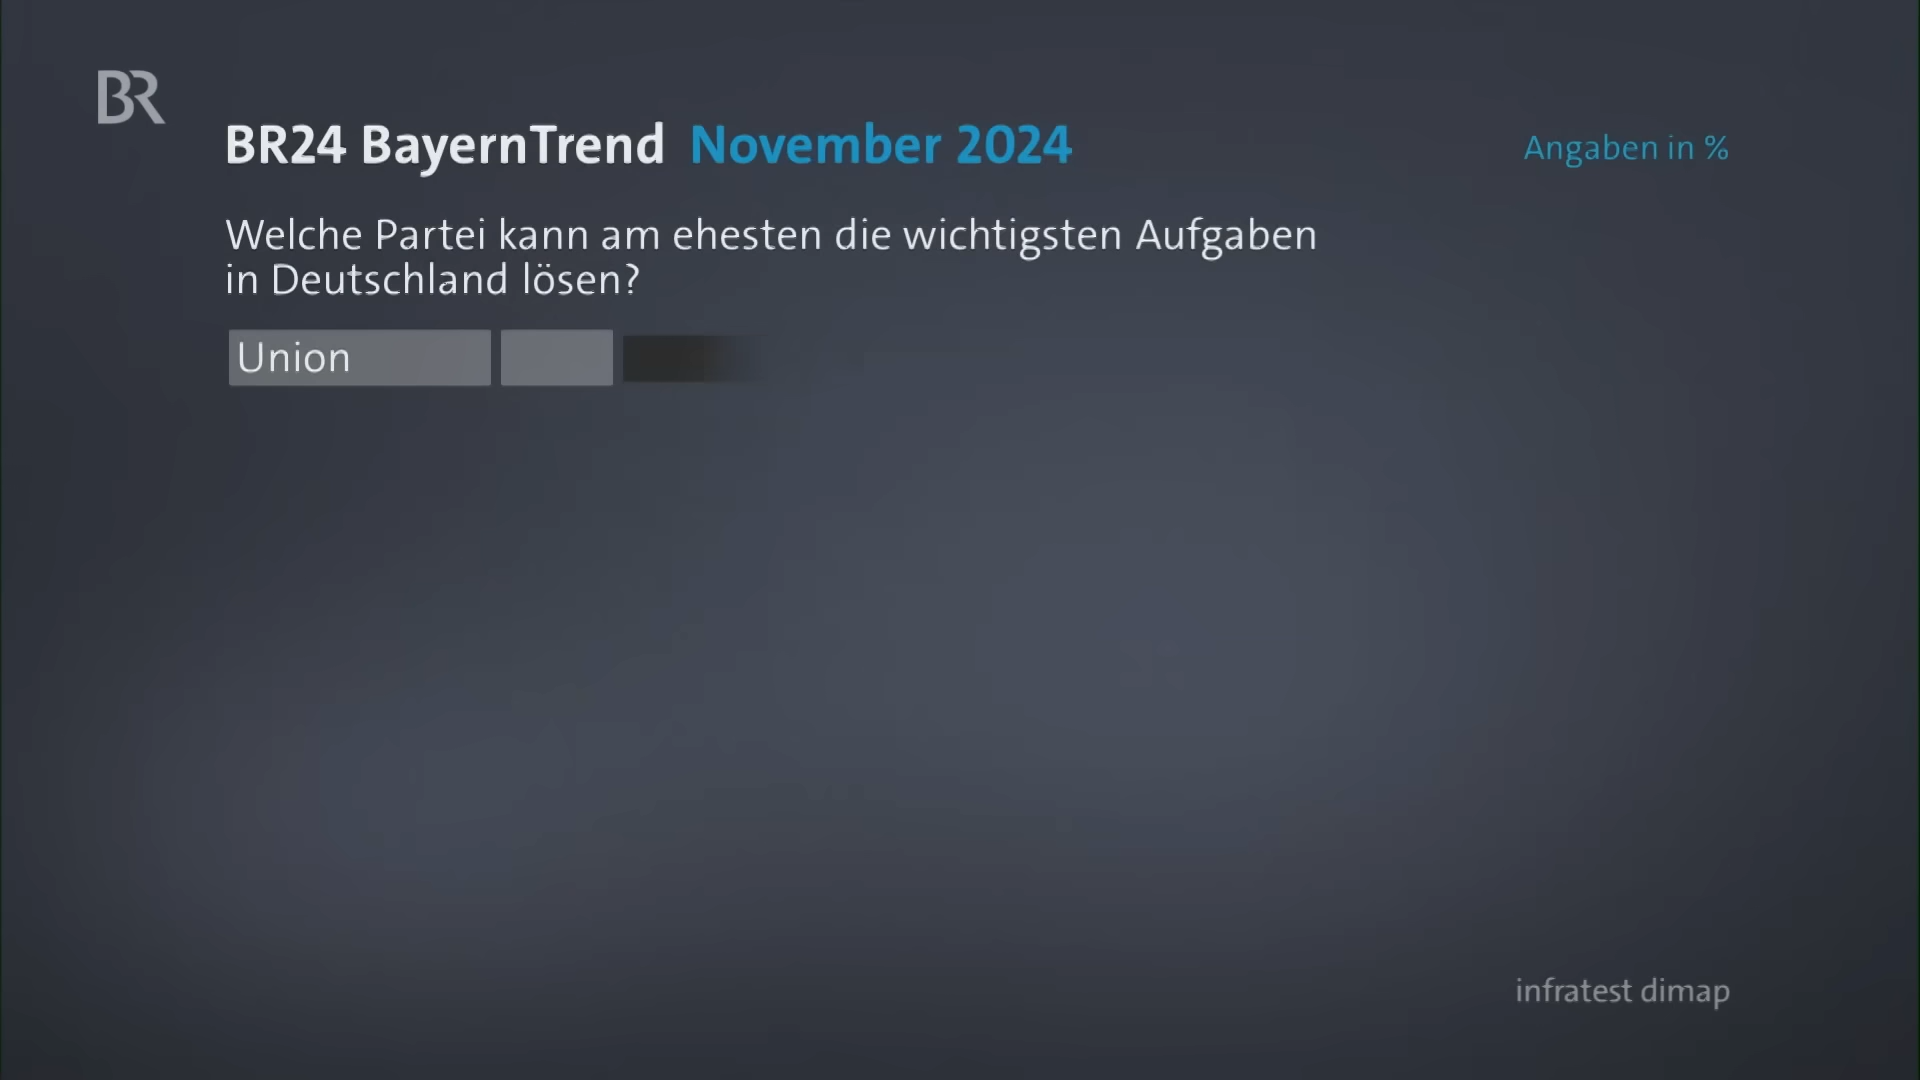 BR
BR24 BayernTrend November 2024
Angaben in %
Welche Partei kann am ehesten die wichtigsten Aufgaben
in Deutschland lösen?
Union
infratest dimap